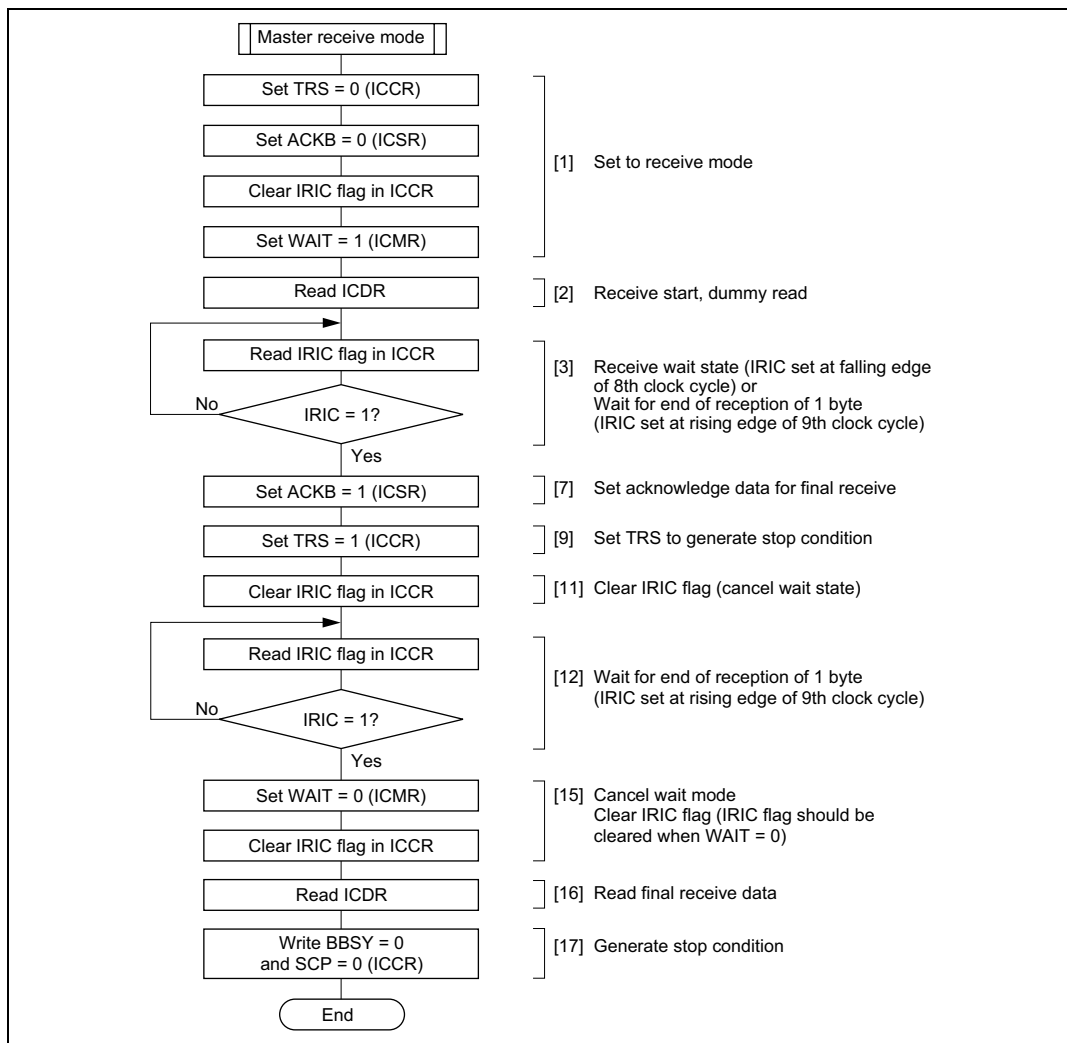 Master receive mode
Set TRS = 0 (ICCR)
Set ACKB = 0 (ICSR)
[1] Set to receive mode
Clear IRIC flag in ICCR
Set WAIT = 1 (ICMR)
Read ICDR
[2] Receive start, dummy read
Read IRIC flag in ICCR
[3] Receive wait state (IRIC set at falling edge
of 8th clock cycle) or
Wait for end of reception of 1 byte
(IRIC set at rising edge of 9th clock cycle)
No
IRIC = 1?
Yes
Set ACKB = 1 (ICSR)
[7] Set acknowledge data for final receive
Set TRS = 1 (ICCR)
[9] Set TRS to generate stop condition
Clear IRIC flag in ICCR
[11] Clear IRIC flag (cancel wait state)
Read IRIC flag in ICCR
[12] Wait for end of reception of 1 byte
(IRIC set at rising edge of 9th clock cycle)
No
IRIC = 1?
Yes
Set WAIT = 0 (ICMR)
[15] Cancel wait mode
Clear IRIC flag (IRIC flag should be
cleared when WAIT = 0)
Clear IRIC flag in ICCR
Read ICDR
[16] Read final receive data
Write BBSY = 0
and SCP = 0 (ICCR)
[17] Generate stop condition
End